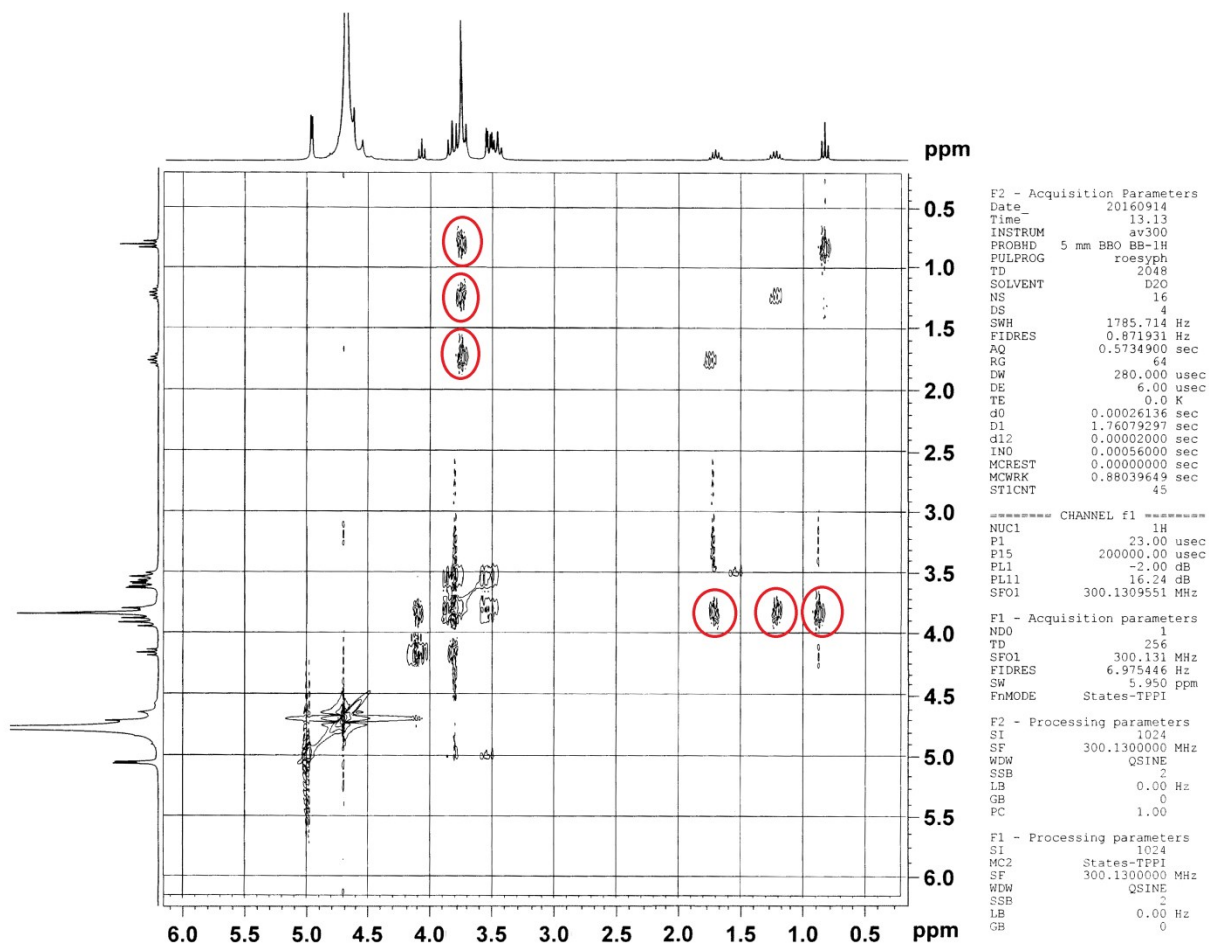 ppm
0.5
1.0
1.5
2.0
2.5
3.0
3.5
4.0
4.5
5.0
5.5
6.0
6.0 5.0 4.0 3.0 2.0 1.0 ppm
5.5 4.5 3.5 2.5 1.5 0.5
F2 - Acquisition Parameters
Date_ 20160914
Time 13.13
INSTRUM av300
PROBHD 5 mm BBO BB-1H
PULPROG roesyph
TD 2048
SOLVENT D2O
NS 16
DS 4
SWH 1785.714 Hz
FIDRES 0.871931 Hz
AQ 0.5734900 sec
RG 64
DW 280.000 usec
DE 6.00 usec
TE 0.0 K
d0 0.00026136 sec
D1 1.76079297 sec
d12 0.00002000 sec
IN0 0.00056000 sec
MCREST 0.00000000 sec
MCWRK 0.88039649 sec
ST1CNT 45
======== CHANNEL f1 ========
NUC1 1H
P1 23.00 usec
P15 200000.00 usec
PL1 -2.00 dB
PL11 16.24 dB
SFO1 300.1309551 MHz
F1 - Acquisition parameters
ND0 1
TD 256
SFO1 300.131 MHz
FIDRES 6.975446 Hz
SW 5.950 ppm
FnMODE States-TPPI
F2 - Processing parameters
SI 1024
SF 300.1300000 MHz
WDW QSINE
SSB 2
LB 0.00 Hz
GB 0
PC 1.00
F1 - Processing parameters
SI 1024
MC2 States-TPPI
SF 300.1300000 MHz
WDW QSINE
SSB 2
LB 0.00 Hz
GB 0